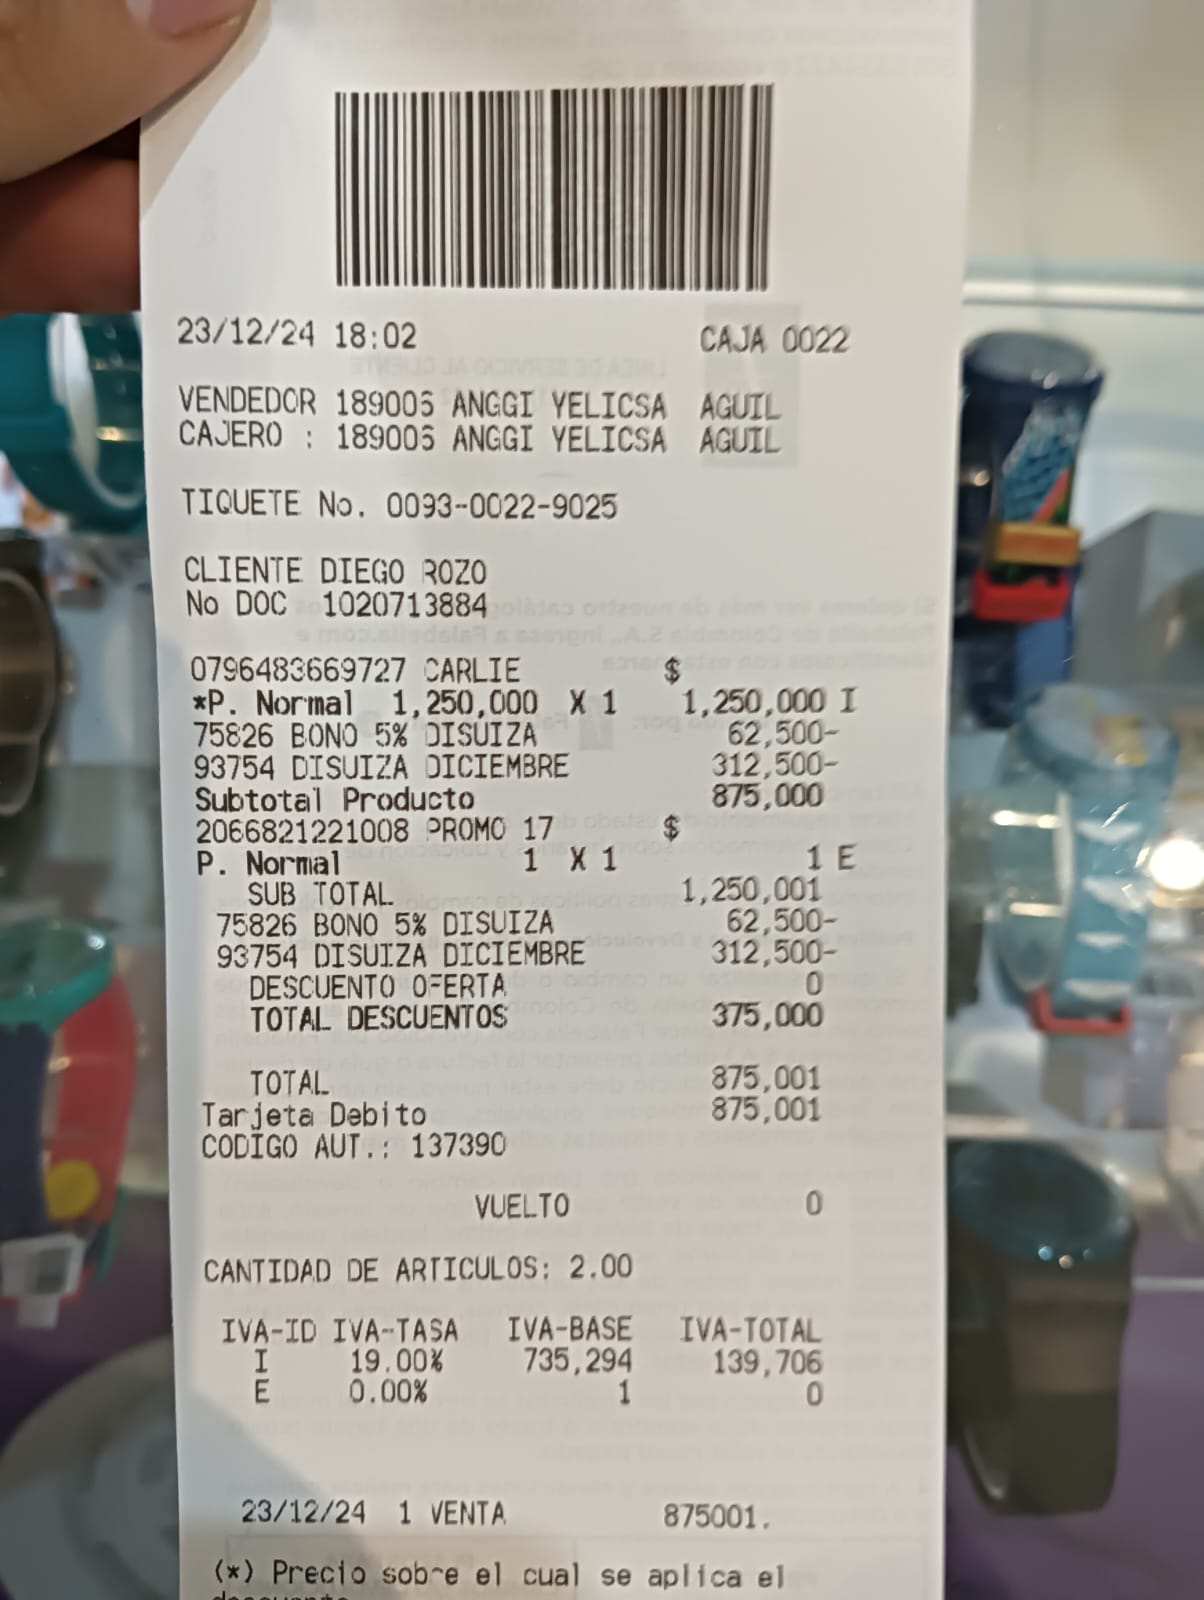 23/12/24 18:02 CAJA 0022
VENDEDOR 189005 ANGGI YELICSA AGUIL
CAJERO : 189005 ANGGI YELICSA AGUIL
TIQUETE No. 0093-0022-9025
CLIENTE DIEGO ROZO
No DOC 1020713884
0796483669727 CARLIE $
*P. Normal 1,250,000 X 1 1,250,000 I
75826 BONO 5% DISUIZA 62,500-
93754 DISUIZA DICIEMBRE 312,500-
Subtotal Producto 875,000
2066821221008 PROMO 17 $
P. Normal 1 X 1 1 E
SUB TOTAL 1,250,001
75826 BONO 5% DISUIZA 62,500-
93754 DISUIZA DICIEMBRE 312,500-
DESCUENTO OFERTA 0
TOTAL DESCUENTOS 375,000
TOTAL 875,001
Tarjeta Debito 875,001
CODIGO AUT.: 137390
VUELTO 0
CANTIDAD DE ARTICULOS: 2.00
IVA-ID IVA-TASA IVA-BASE IVA-TOTAL
I 19.00% 735,294 139,706
E 0.00% 1 0
23/12/24 1 VENTA 875001.
(*) Precio sobre el cual se aplica el